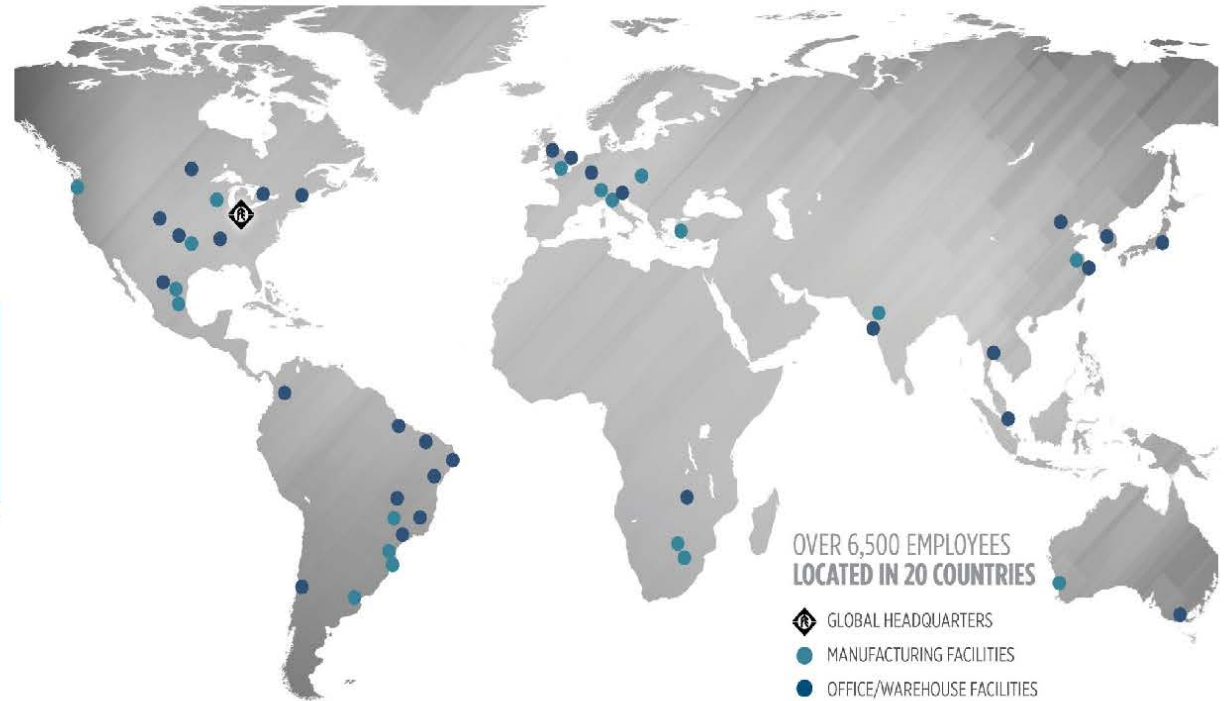 OVER 6,500 EMPLOYEES
LOCATED IN 20 COUNTRIES
GLOBAL HEADQUARTERS
MANUFACTURING FACILITIES
OFFICE/WAREHOUSE FACILITIES